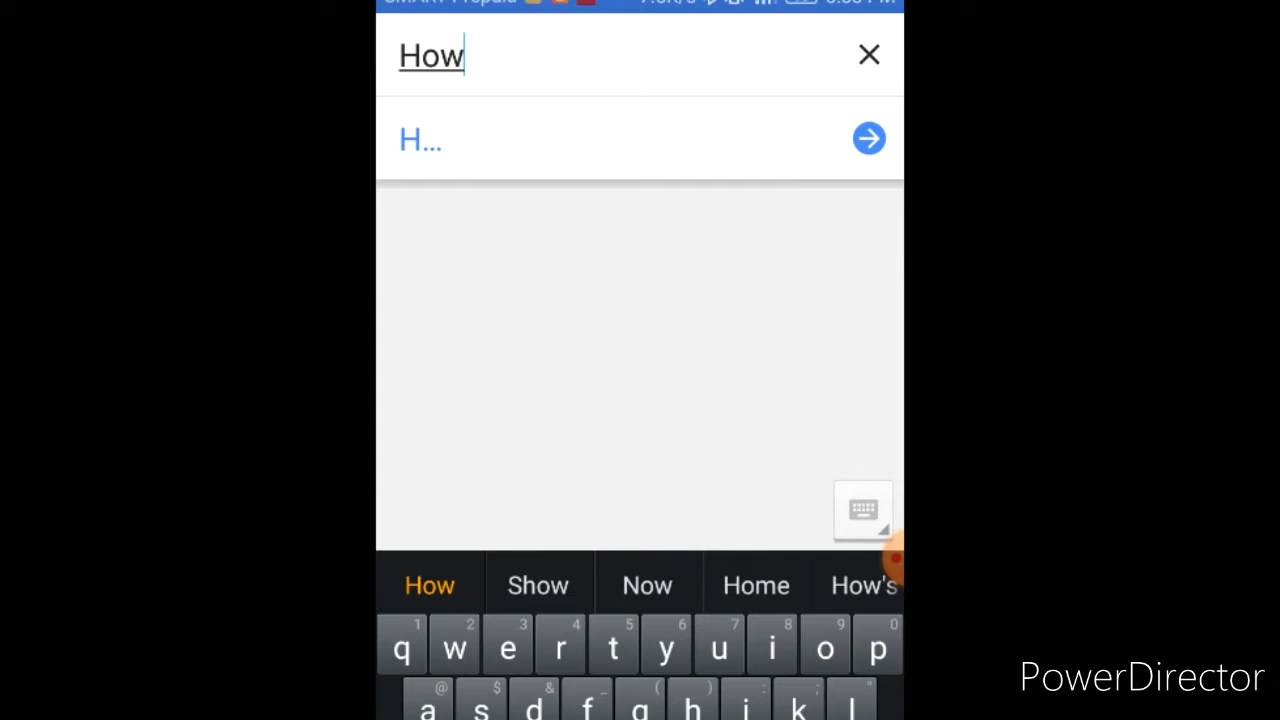 How
H...
How Show Now Home How's
1 2 3 4 5 6 7 8 9 0
q w e r t y u i o p
@ $ & _ ( ) : ; "
a s d f g h j k l
PowerDirector